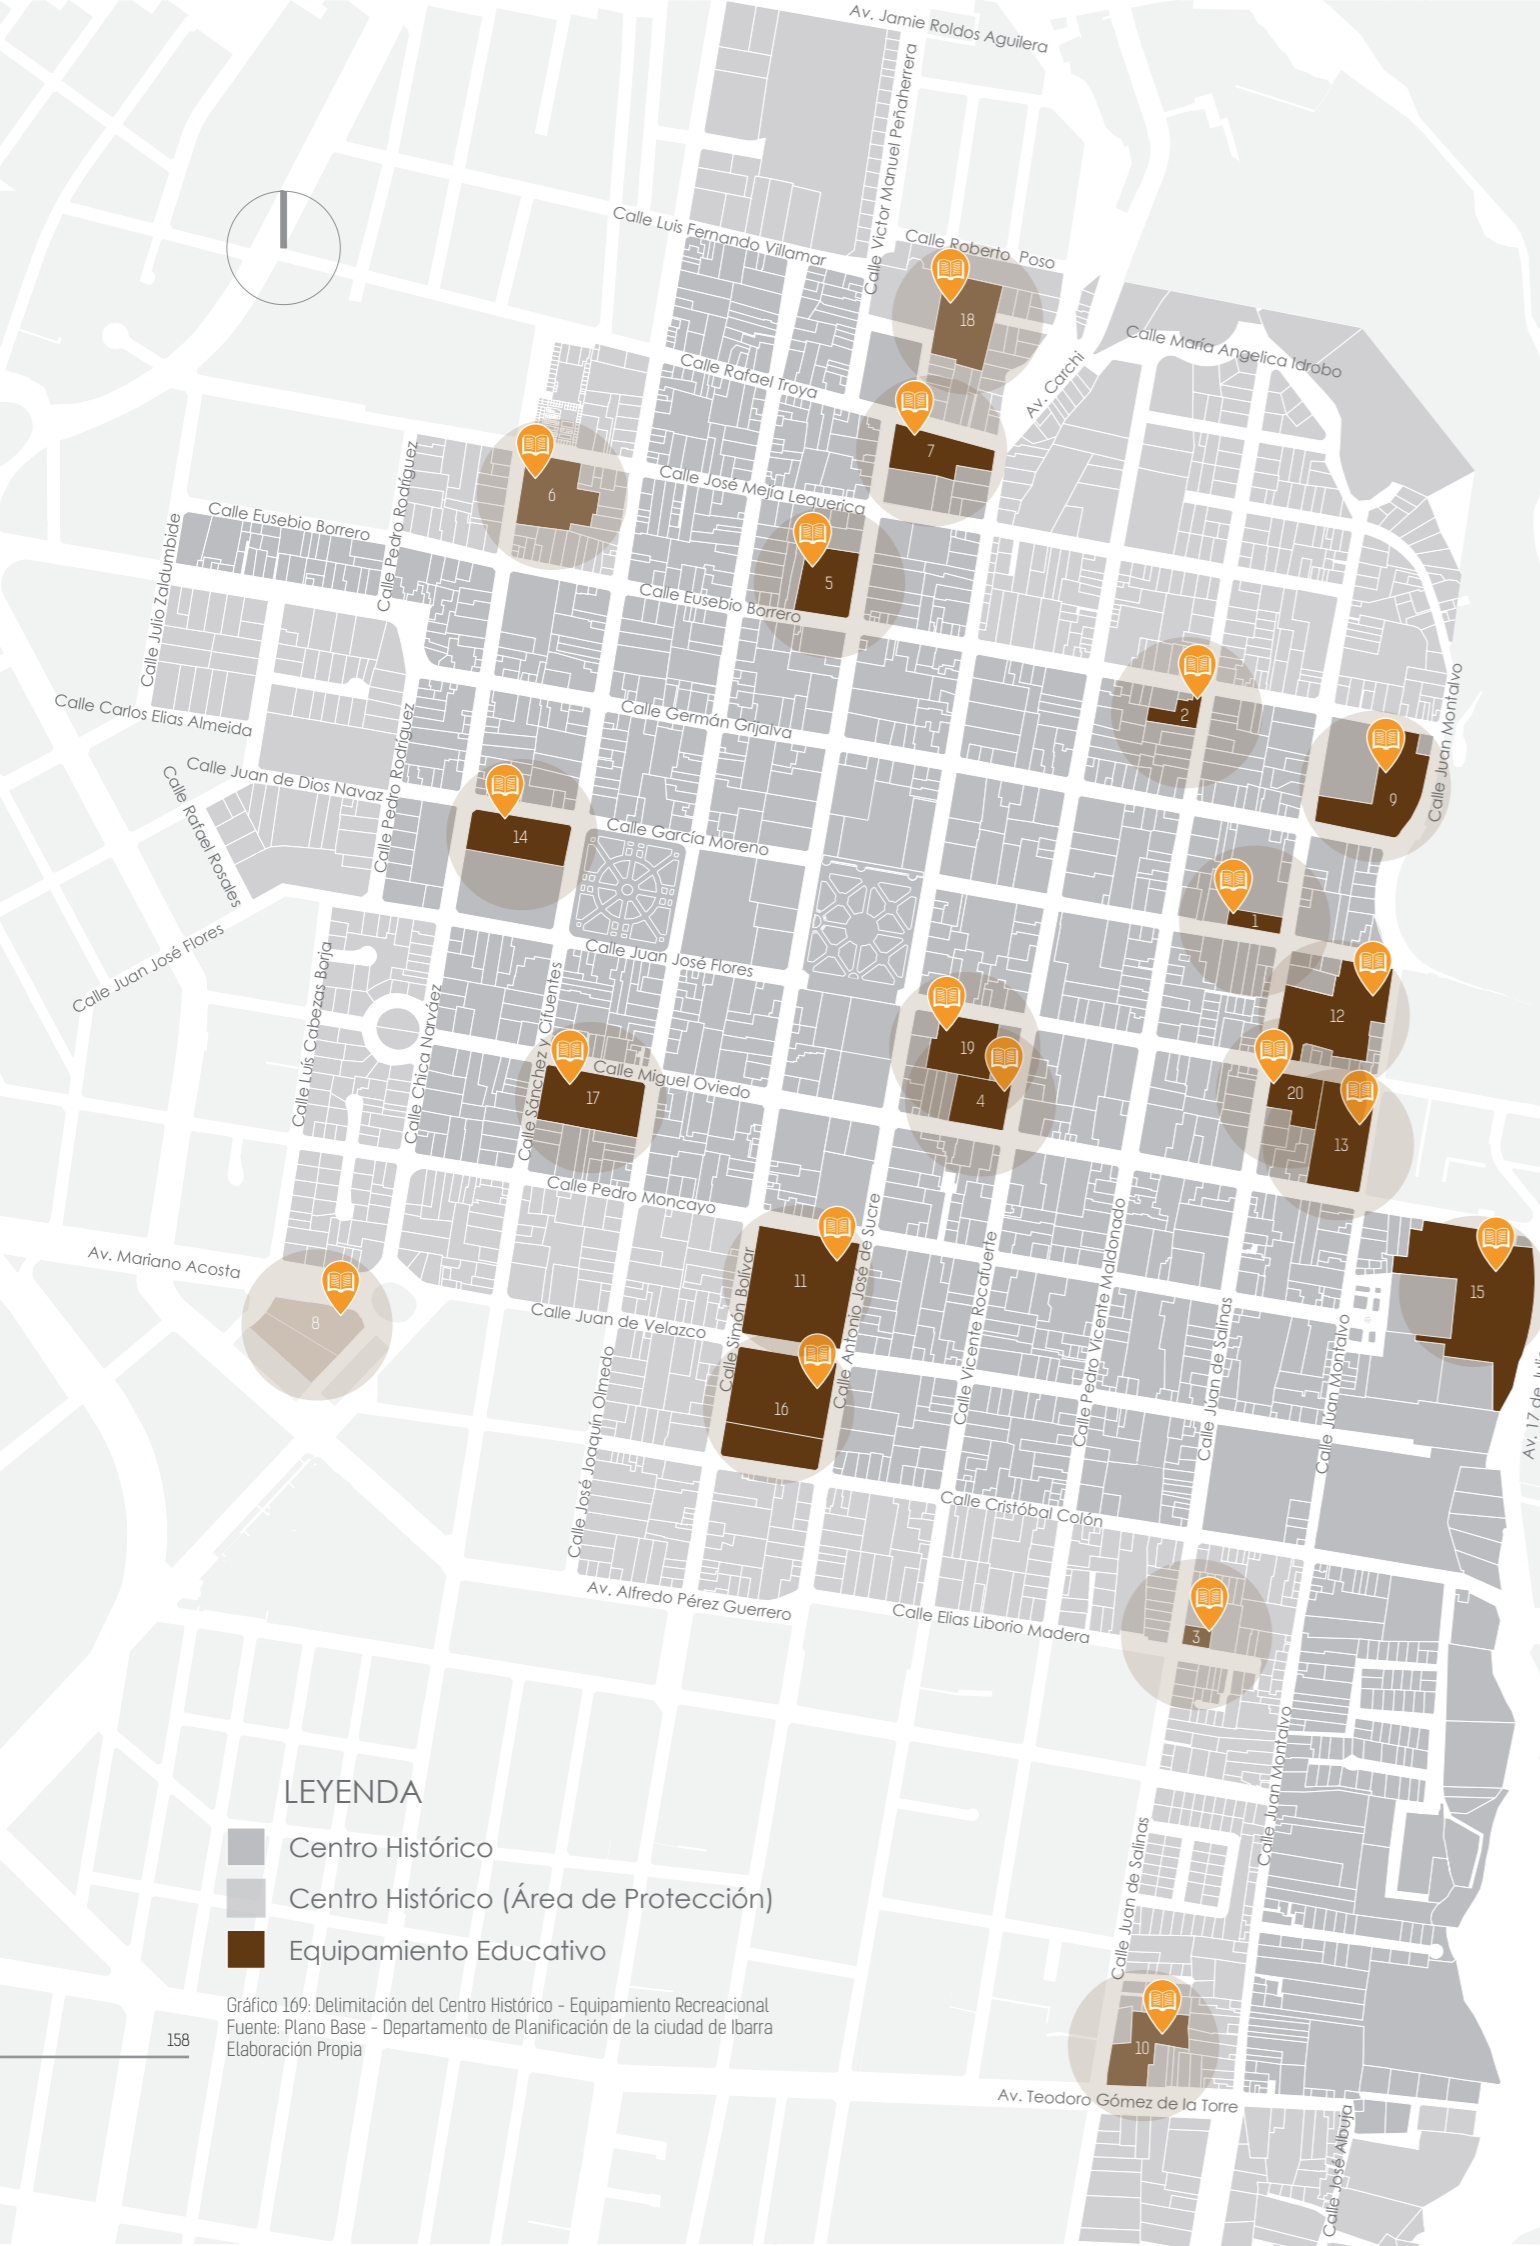 Av. Jamie Roldos Aguilera
Calle Victor Manuel Peñaherrera
Calle Luis Fernando Villamar
Calle Roberto Poso
18
Calle María Angelica Idrobo
Av. Carchi
Calle Rafael Troya
7
Calle José Mejía Lequerica
6
Calle Pedro Rodríguez
Calle Eusebio Borrero
Calle Julio Zaldumbide
5
Calle Eusebio Borrero
2
Calle Juan Montalvo
Calle Carlos Elias Almeida
Calle Germán Grijalva
Calle Pedro Rodríguez
Calle Juan de Dios Navaz
Calle Rafael Rosales
9
14
Calle García Moreno
1
Calle Juan José Flores
Calle Juan José Flores
Calle Luís Cabezas Borja
Calle Chica Narváez
Calle Sánchez y Cifuentes
12
19
Calle Miguel Oviedo
17
4
20
13
Calle Pedro Moncayo
Av. Mariano Acosta
11
Calle Simón Bolívar
Calle Antonio José de Sucre
Calle Vicente Rocafuerte
Calle Pedro Vicente Maldonado
Calle Juan de Salinas
Calle Juan Montalvo
15
8
Calle Juan de Velazco
Calle José Joaquín Olmedo
16
Av. 17 de Juli
Calle Cristóbal Colón
Av. Alfredo Pérez Guerrero
Calle Elias Liborio Madera
3
Calle Juan Montalvo
Calle Juan de Salinas
LEYENDA
Centro Histórico
Centro Histórico (Área de Protección)
Equipamiento Educativo
Gráfico 169: Delimitación del Centro Histórico - Equipamiento Recreacional
Fuente: Plano Base - Departamento de Planificación de la ciudad de Ibarra
Elaboración Propia
158
10
Av. Teodoro Gómez de la Torre
Calle José Albuja